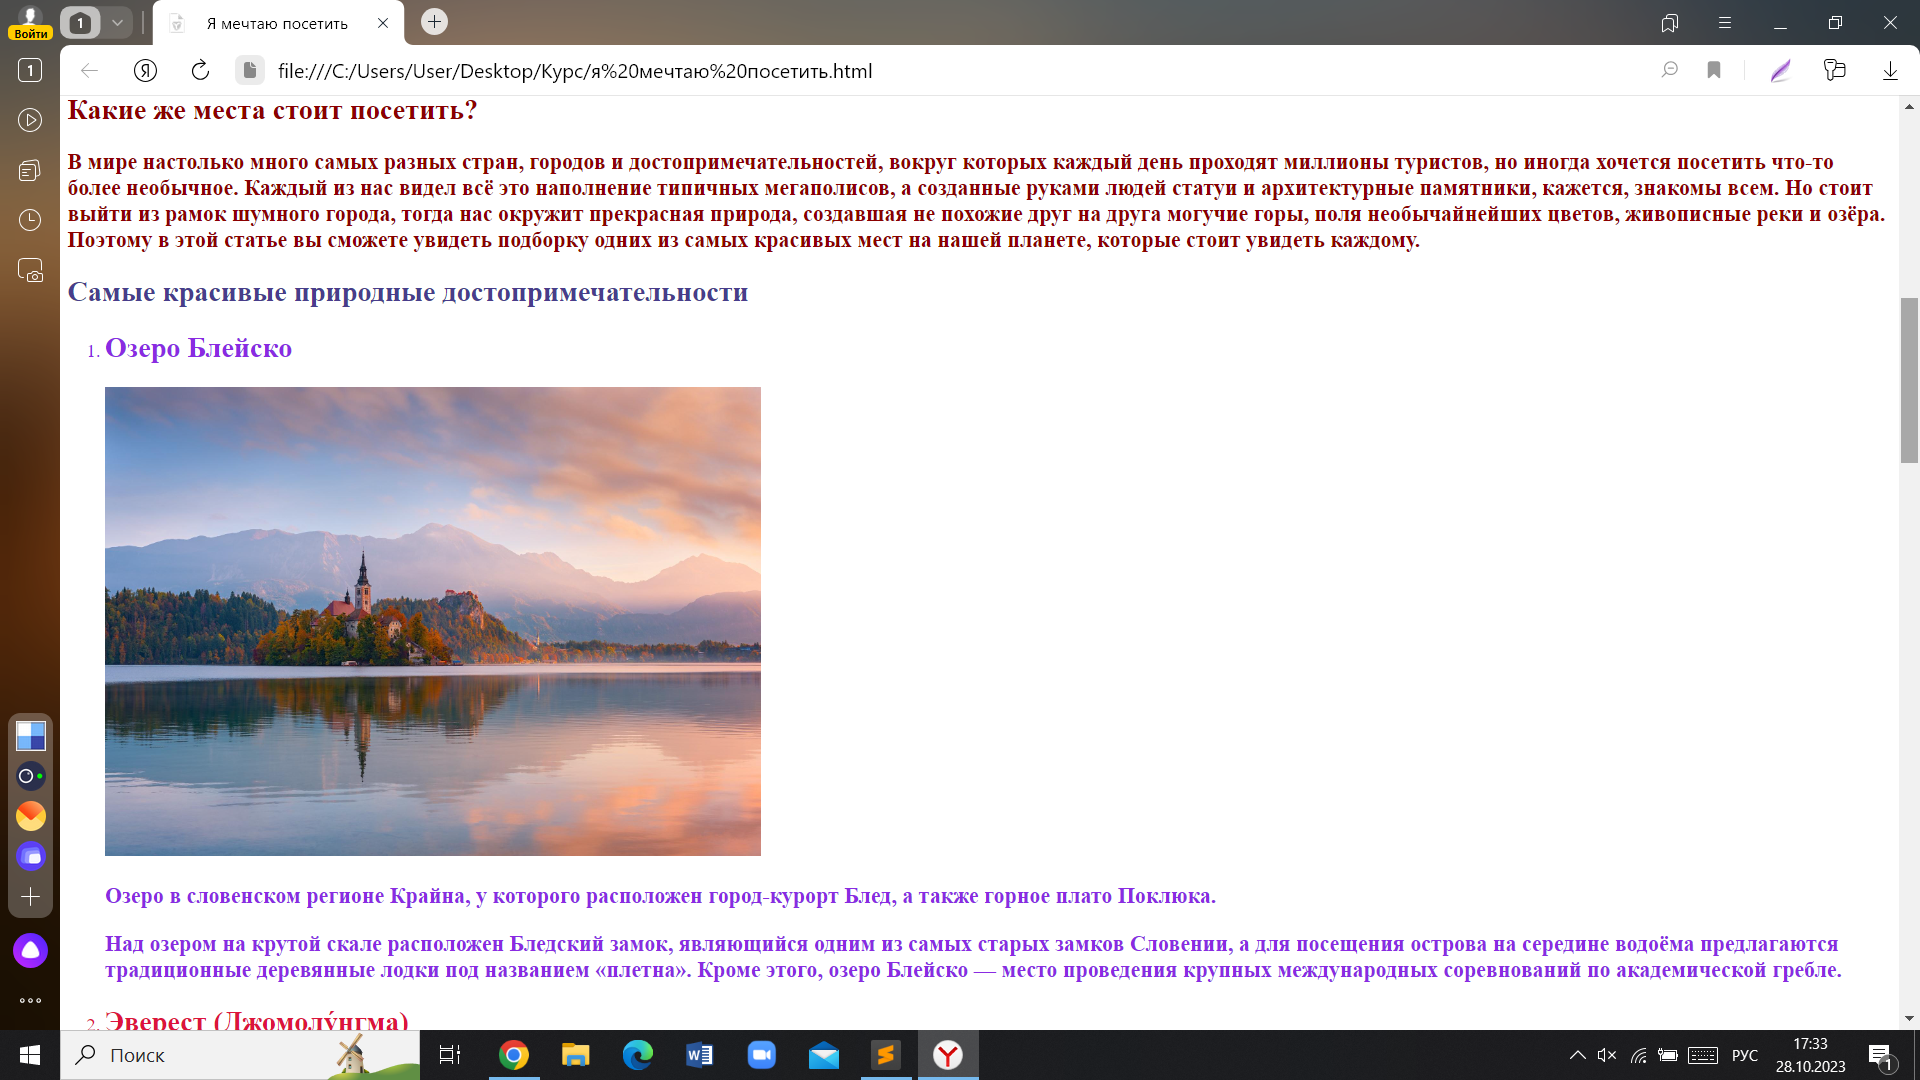 Войти
1
Я мечтаю посетить
1
file:///C:/Users/User/Desktop/Курс/я%20мечтаю%20посетить.html
Какие же места стоит посетить?
В мире настолько много самых разных стран, городов и достопримечательностей, вокруг которых каждый день проходят миллионы туристов, но иногда хочется посетить что-то
более необычное. Каждый из нас видел всё это наполнение типичных мегаполисов, а созданные руками людей статуи и архитектурные памятники, кажется, знакомы всем. Но стоит
выйти из рамок шумного города, тогда нас окружит прекрасная природа, создавшая не похожие друг на друга могучие горы, поля необычайнейших цветов, живописные реки и озёра.
Поэтому в этой статье вы сможете увидеть подборку одних из самых красивых мест на нашей планете, которые стоит увидеть каждому.
Самые красивые природные достопримечательности
1. Озеро Блейско
Озеро в словенском регионе Крайна, у которого расположен город-курорт Блед, а также горное плато Поклюка.
Над озером на крутой скале расположен Бледский замок, являющийся одним из самых старых замков Словении, а для посещения острова на середине водоёма предлагаются
традиционные деревянные лодки под названием «плетна». Кроме этого, озеро Блейско — место проведения крупных международных соревнований по академической гребле.
2. Эверест (Джомолу́нгма)
Поиск
РУС
17:33
28.10.2023
1